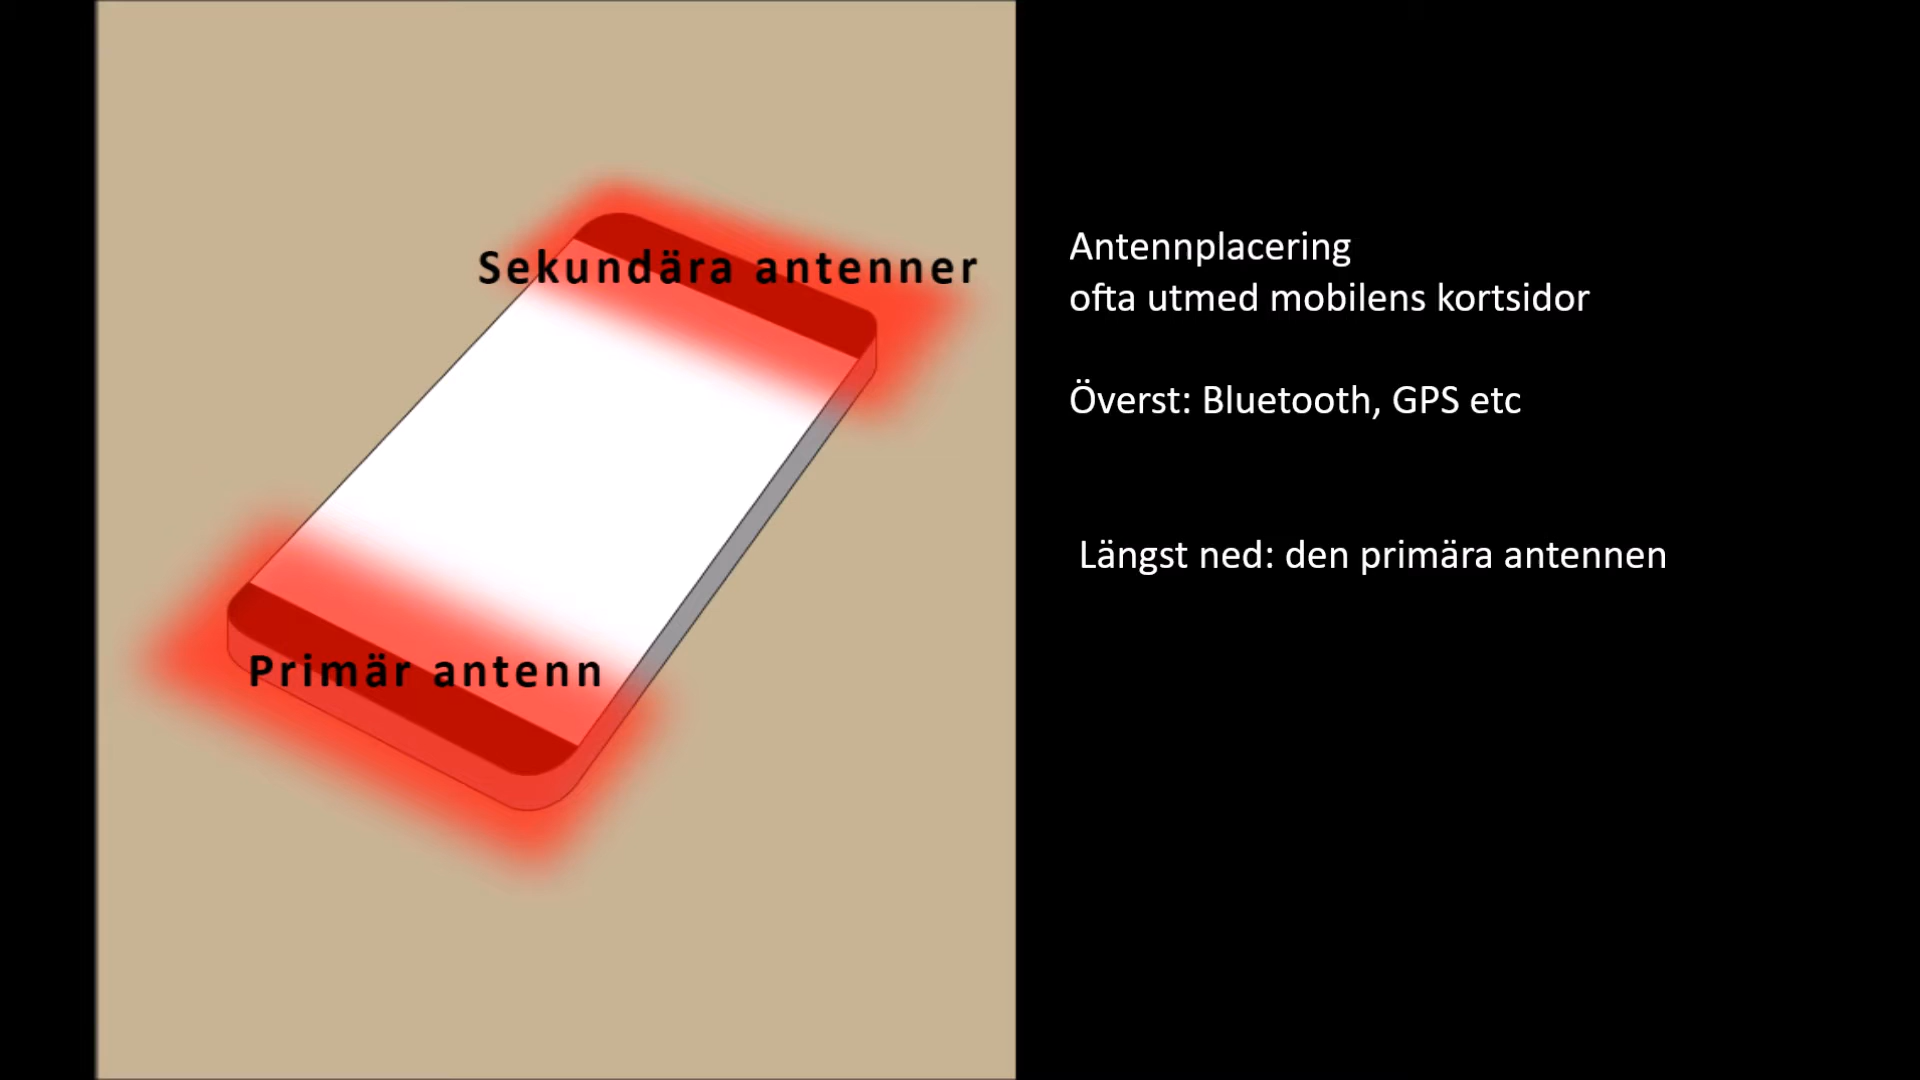 Sekundära antenner
Primär antenn
Antennplacering
ofta utmed mobilens kortsidor
Överst: Bluetooth, GPS etc
Längst ned: den primära antennen